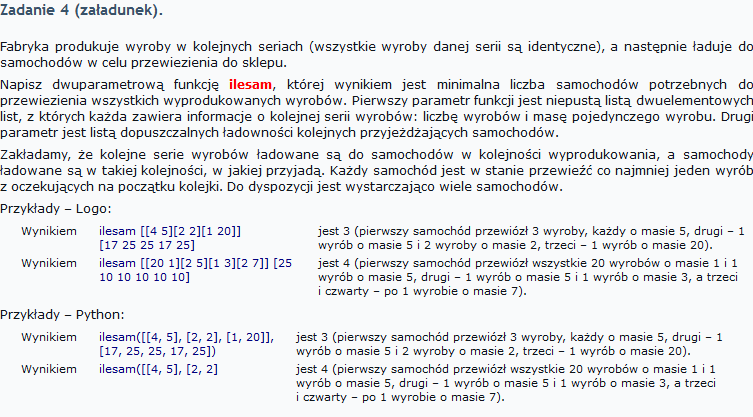 Zadanie 4 (załadunek).
Fabryka produkuje wyroby w kolejnych seriach (wszystkie wyroby danej serii są identyczne), a następnie ładuje do
samochodów w celu przewiezienia do sklepu.
Napisz dwuparametrową funkcję ilesam, której wynikiem jest minimalna liczba samochodów potrzebnych do
przewiezienia wszystkich wyprodukowanych wyrobów. Pierwszy parametr funkcji jest niepustą listą dwuelementowych
list, z których każda zawiera informacje o kolejnej serii wyrobów: liczbę wyrobów i masę pojedynczego wyrobu. Drugi
parametr jest listą dopuszczalnych ładowności kolejnych przyjeżdżających samochodów.
Zakładamy, że kolejne serie wyrobów ładowane są do samochodów w kolejności wyprodukowania, a samochody
ładowane są w takiej kolejności, w jakiej przyjadą. Każdy samochód jest w stanie przewieźć co najmniej jeden wyrób
z oczekujących na początku kolejki. Do dyspozycji jest wystarczająco wiele samochodów.
Przykłady – Logo:
Wynikiem ilesam [[4 5][2 2][1 20]] jest 3 (pierwszy samochód przewiózł 3 wyroby, każdy o masie 5, drugi – 1
[17 25 25 17 25] wyrób o masie 5 i 2 wyroby o masie 2, trzeci – 1 wyrób o masie 20).
Wynikiem ilesam [[20 1][2 5][1 3][2 7]] [25 jest 4 (pierwszy samochód przewiózł wszystkie 20 wyrobów o masie 1 i 1
10 10 10 10 10] wyrób o masie 5, drugi – 1 wyrób o masie 5 i 1 wyrób o masie 3, a trzeci
i czwarty – po 1 wyrobie o masie 7).
Przykłady – Python:
Wynikiem ilesam([[4, 5], [2, 2], [1, 20]], jest 3 (pierwszy samochód przewiózł 3 wyroby, każdy o masie 5, drugi – 1
[17, 25, 25, 17, 25]) wyrób o masie 5 i 2 wyroby o masie 2, trzeci – 1 wyrób o masie 20).
Wynikiem ilesam([[4, 5], [2, 2] jest 4 (pierwszy samochód przewiózł wszystkie 20 wyrobów o masie 1 i 1
wyrób o masie 5, drugi – 1 wyrób o masie 5 i 1 wyrób o masie 3, a trzeci
i czwarty – po 1 wyrobie o masie 7).